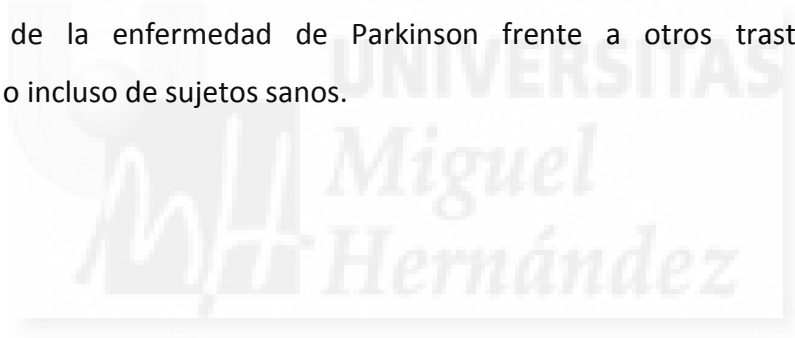 de la enfermedad de Parkinson frente a otros trast
o incluso de sujetos sanos.
UNIVERSITAS
Miguel
Hernández